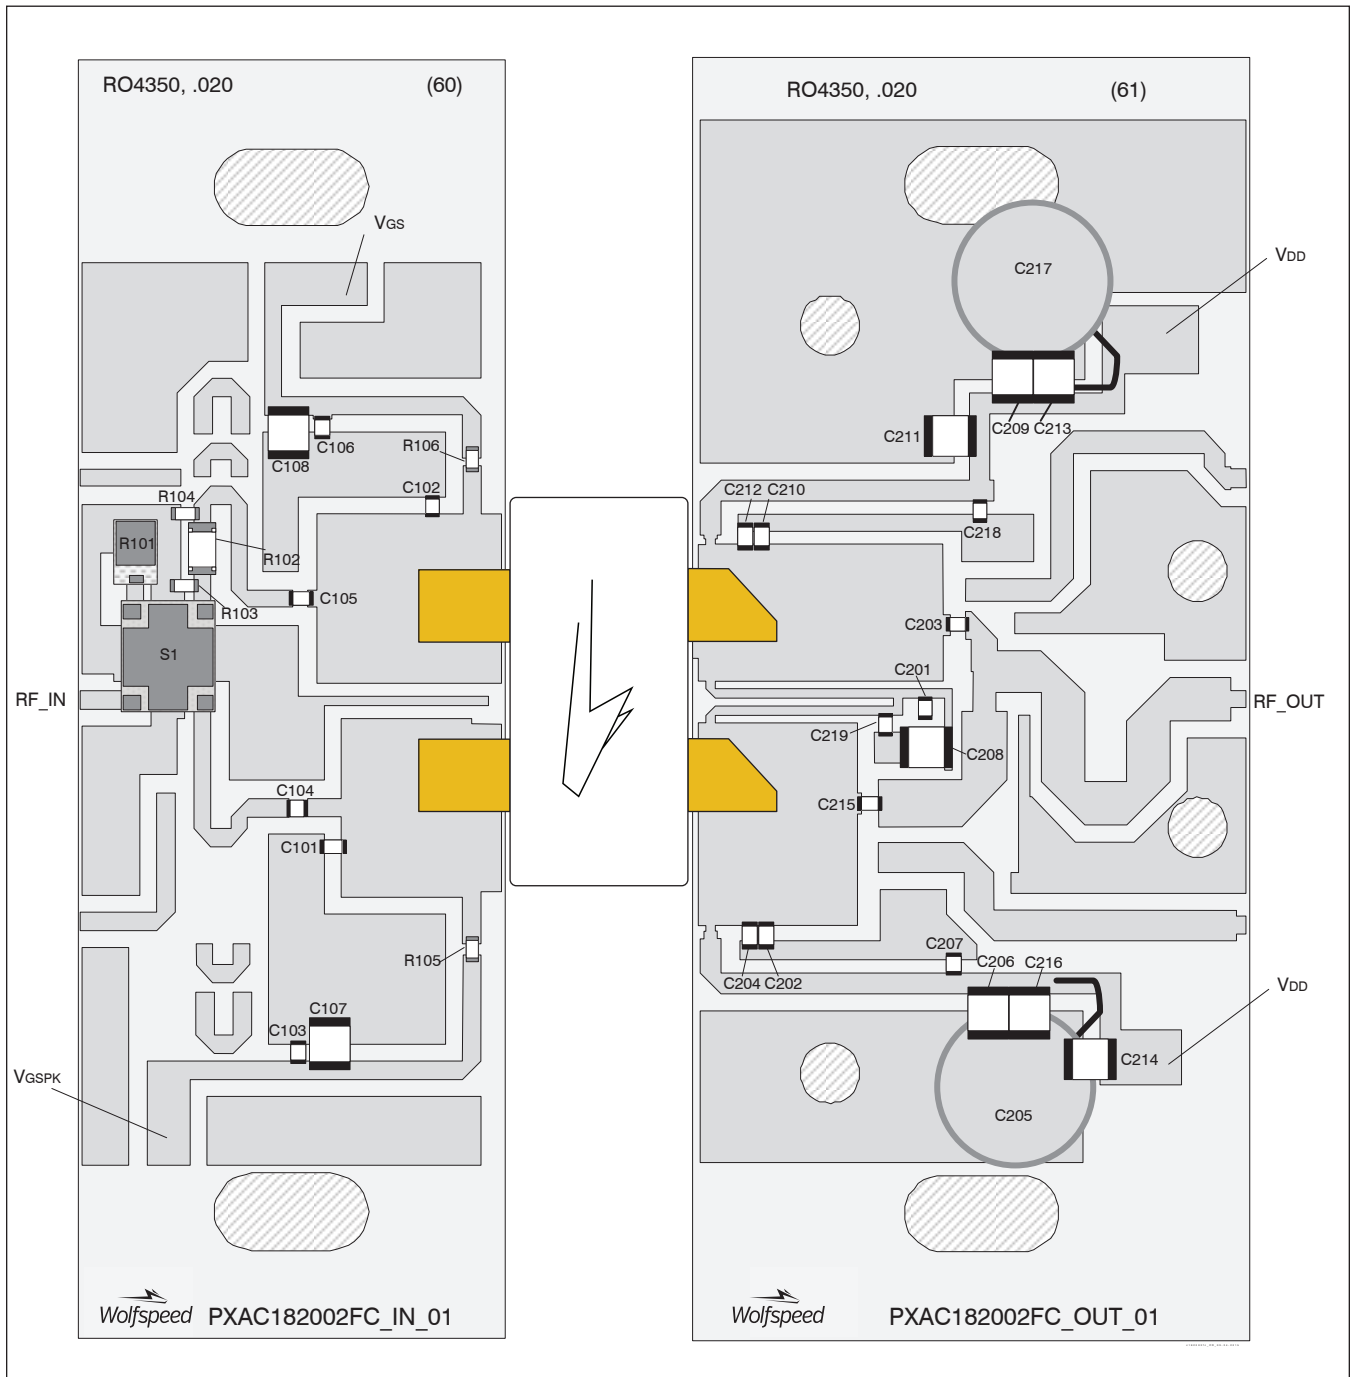 RO4350, .020 (60)
RO4350, .020 (61)
VGS
C217
VDD
C209 C213
C211
C106
C108
R106
C102
R104
C212 C210
C218
R101
R102
C105
R103
C203
S1
C201
RF_IN
RF_OUT
C219
C208
C104
C215
C101
R105
C207
C206 C216
C204 C202
VDD
C107
C103
C214
VGSPK
C205
Wolfspeed PXAC182002FC_IN_01
Wolfspeed PXAC182002FC_OUT_01